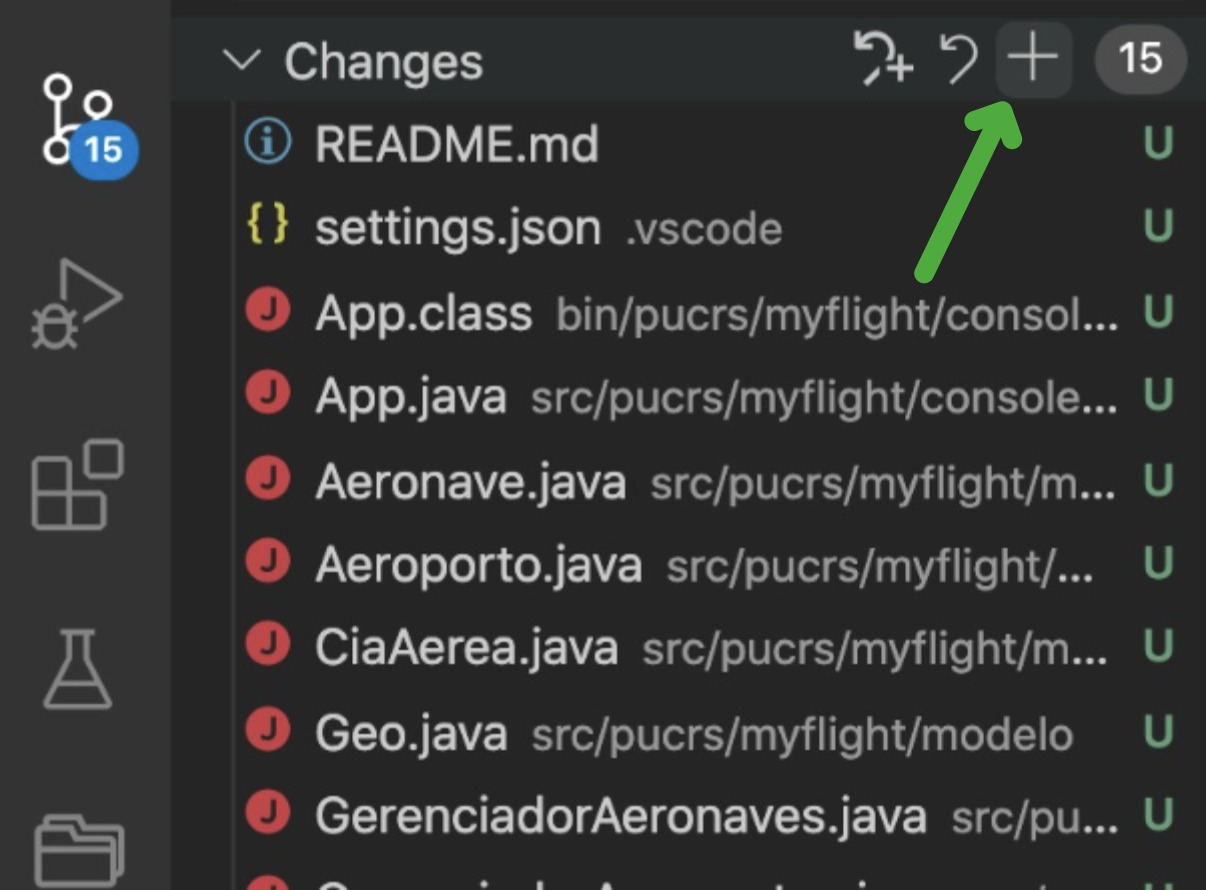 Changes 15
15
README.md U
{} settings.json .vscode U
J App.class bin/pucrs/myflight/consol... U
J App.java src/pucrs/myflight/console... U
J Aeronave.java src/pucrs/myflight/m... U
J Aeroporto.java src/pucrs/myflight/... U
J CiaAerea.java src/pucrs/myflight/m... U
J Geo.java src/pucrs/myflight/modelo U
J GerenciadorAeronaves.java src/pu... U